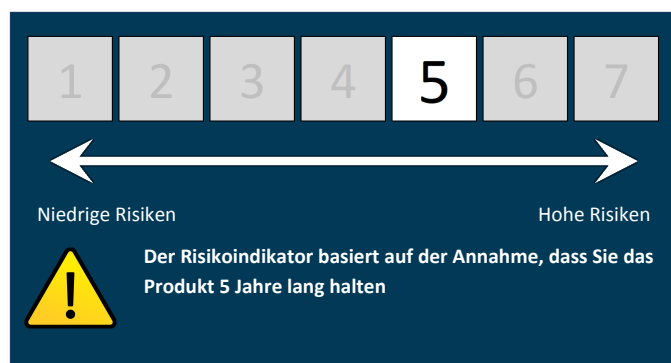 1 2 3 4 5 6 7
Niedrige Risiken Hohe Risiken
Der Risikoindikator basiert auf der Annahme, dass Sie das
Produkt 5 Jahre lang halten